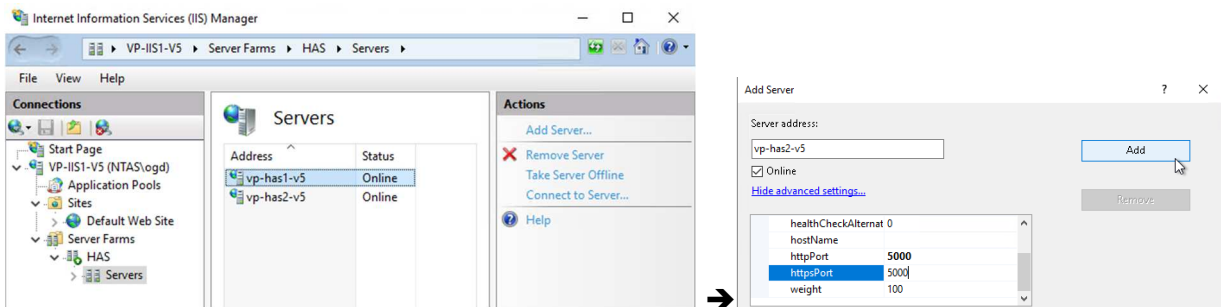 Internet Information Services (IIS) Manager
VP-IIS1-V5 Server Farms HAS Servers
File View Help
Connections
Start Page
VP-IIS1-V5 (NTAS\ogd)
Application Pools
Sites
Default Web Site
Server Farms
HAS
Servers
Servers
Address Status
vp-has1-v5 Online
vp-has2-v5 Online
Actions
Add Server...
Remove Server
Take Server Offline
Connect to Server...
Help
Add Server ?
Server address:
vp-has2-v5
Add
Online
Hide advanced settings...
Remove
healthCheckAlternat 0
hostName
httpPort 5000
httpsPort 5000
weight 100